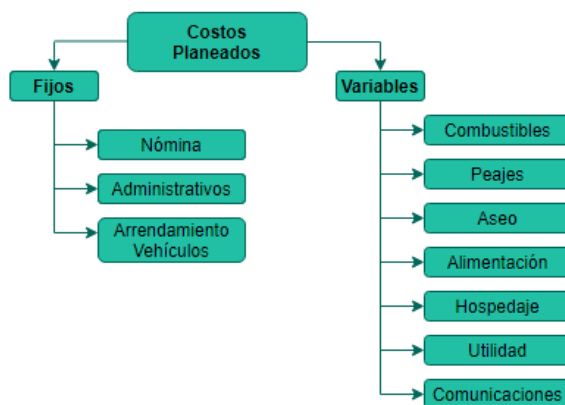 Costos
Planeados
Fijos
Variables
Nómina
Administrativos
Arrendamiento
Vehículos
Combustibles
Peajes
Aseo
Alimentación
Hospedaje
Utilidad
Comunicaciones